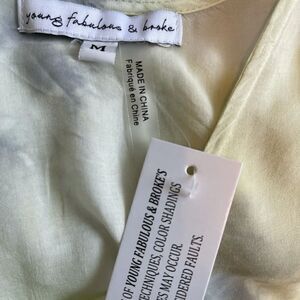 young fabulous & broke
M
MADE IN CHINA
Fabriqué en Chine
OF YOUNG FABULOUS & BROKE'S
TECHNIQUES, COLOR SHADINGS
MAY OCCUR.
FAULTS.